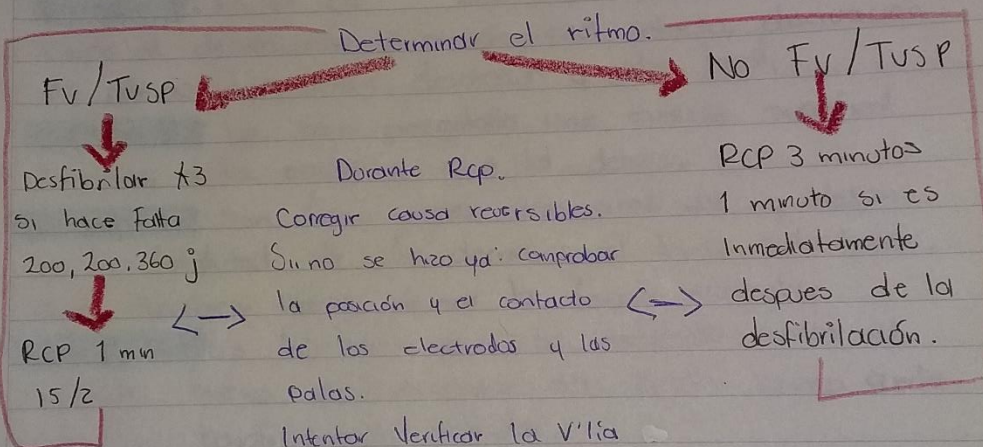 Determinar el ritmo.
Fv/TVSP
Desfibrilar x3
si hace falta
200, 200, 360 j
RCP 1 min
15/2
Durante Rcp.
Corregir causa reversibles.
Si no se hizo ya: comprobar
la posición y el contacto
de los electrodos y las
palas.
Intentar Verificar la Vía
No Fv/TVSP
RCP 3 minutos
1 minuto si es
Inmediatamente
despues de la
desfibrilación.